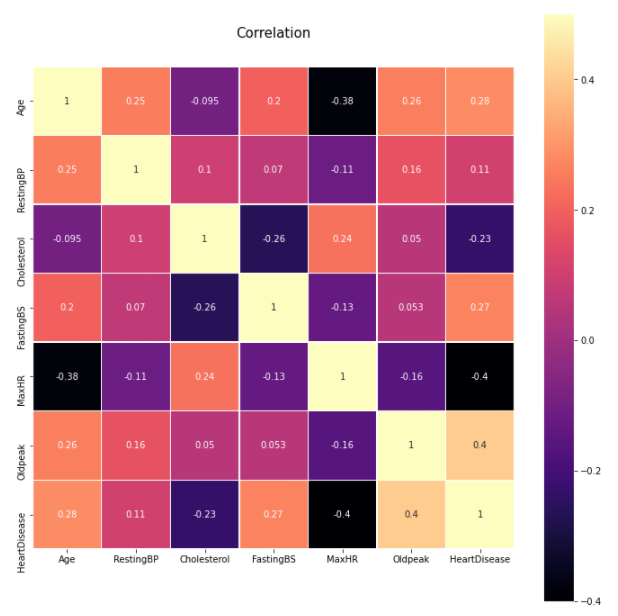 Correlation
Age 1 0.25 -0.095 0.2 -0.38 0.26 0.28
RestingBP 0.25 1 0.1 0.07 -0.11 0.16 0.11
Cholesterol -0.095 0.1 1 -0.26 0.24 0.05 -0.23
FastingBS 0.2 0.07 -0.26 1 -0.13 0.053 0.27
MaxHR -0.38 -0.11 0.24 -0.13 1 -0.16 -0.4
Oldpeak 0.26 0.16 0.05 0.053 -0.16 1 0.4
HeartDisease 0.28 0.11 -0.23 0.27 -0.4 0.4 1
Age RestingBP Cholesterol FastingBS MaxHR Oldpeak HeartDisease
0.4
0.2
0.0
−0.2
−0.4